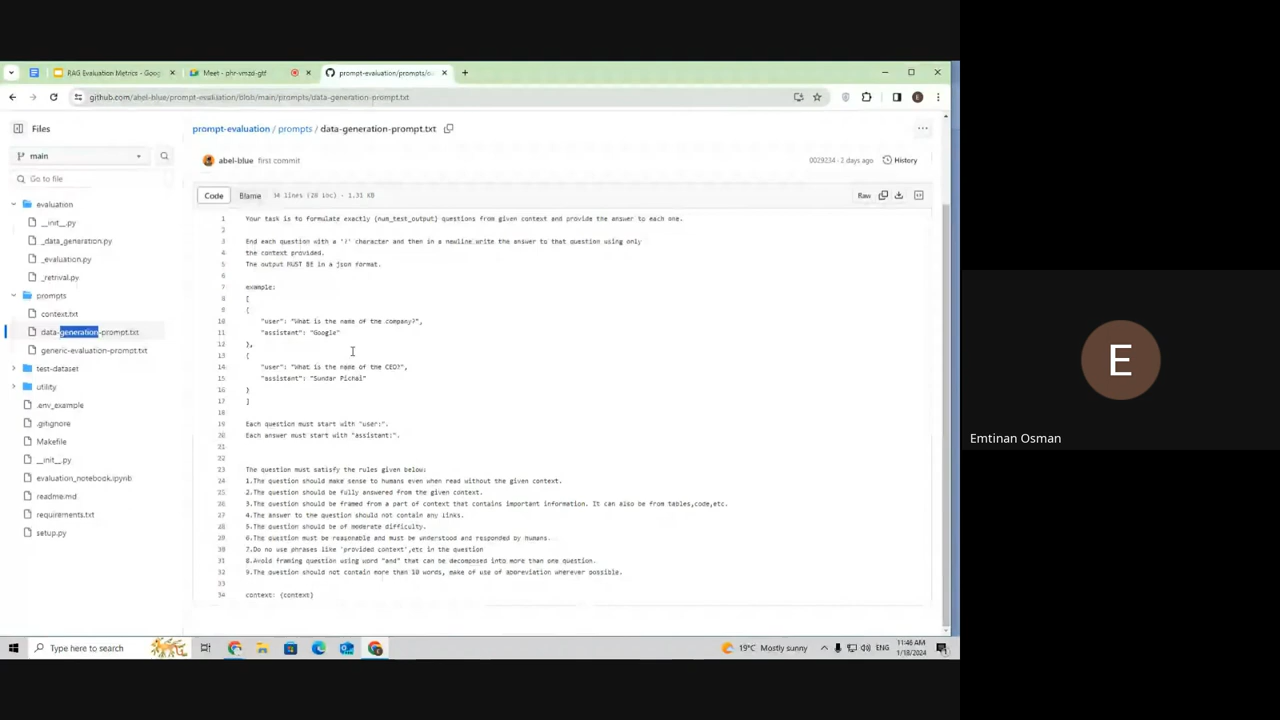 RAG Evaluation Metrics - Goog
Meet - phr-vmzd-gtf
prompt-evaluation/prompts/da
github.com/abel-blue/prompt-evaluation/blob/main/prompts/data-generation-prompt.txt
Files
prompt-evaluation / prompts / data-generation-prompt.txt
main
abel-blue first commit
0029234 · 2 days ago
History
Go to file
Code
Blame
34 lines (26 loc) · 1.31 KB
Raw
evaluation
__init__.py
_data_generation.py
_evaluation.py
_retrival.py
prompts
context.txt
data-generation-prompt.txt
generic-evaluation-prompt.txt
test-dataset
utility
.env_example
.gitignore
Makefile
__init__.py
evaluation_notebook.ipynb
readme.md
requirements.txt
setup.py
1 Your task is to formulate exactly {num_test_output} questions from given context and provide the answer to each one.
2
3 End each question with a '?' character and then in a newline write the answer to that question using only
4 the context provided.
5 The output MUST BE in a json format.
6
7 example:
8 [
9 {
10 "user": "What is the name of the company?",
11 "assistant": "Google"
12 },
13 {
14 "user": "What is the name of the CEO?",
15 "assistant": "Sundar Pichai"
16 }
17 ]
18
19 Each question must start with "user:".
20 Each answer must start with "assistant:".
21
22
23 The question must satisfy the rules given below:
24 1.The question should make sense to humans even when read without the given context.
25 2.The question should be fully answered from the given context.
26 3.The question should be framed from a part of context that contains important information. It can also be from tables,code,etc.
27 4.The answer to the question should not contain any links.
28 5.The question should be of moderate difficulty.
29 6.The question must be reasonable and must be understood and responded by humans.
30 7.Do no use phrases like 'provided context',etc in the question
31 8.Avoid framing question using word "and" that can be decomposed into more than one question.
32 9.The question should not contain more than 10 words, make of use of abbreviation wherever possible.
33
34 context: {context}
Type here to search
19°C Mostly sunny
ENG
11:46 AM
1/18/2024
E
Emtinan Osman